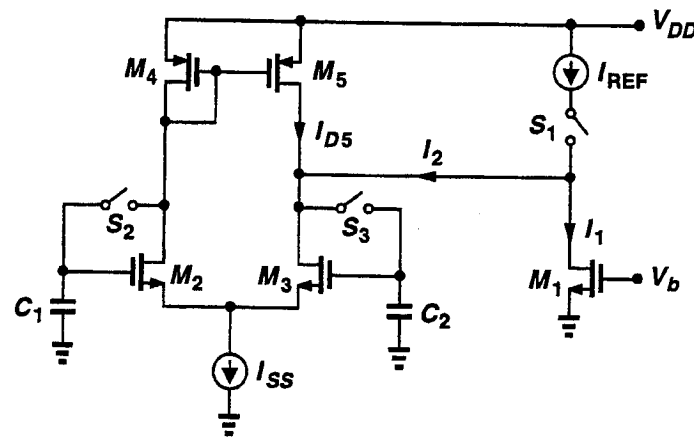 V_DD
M_4
M_5
I_REF
S_1
I_D5
I_2
S_2
S_3
I_1
M_2
M_3
M_1
V_b
C_1
C_2
I_SS